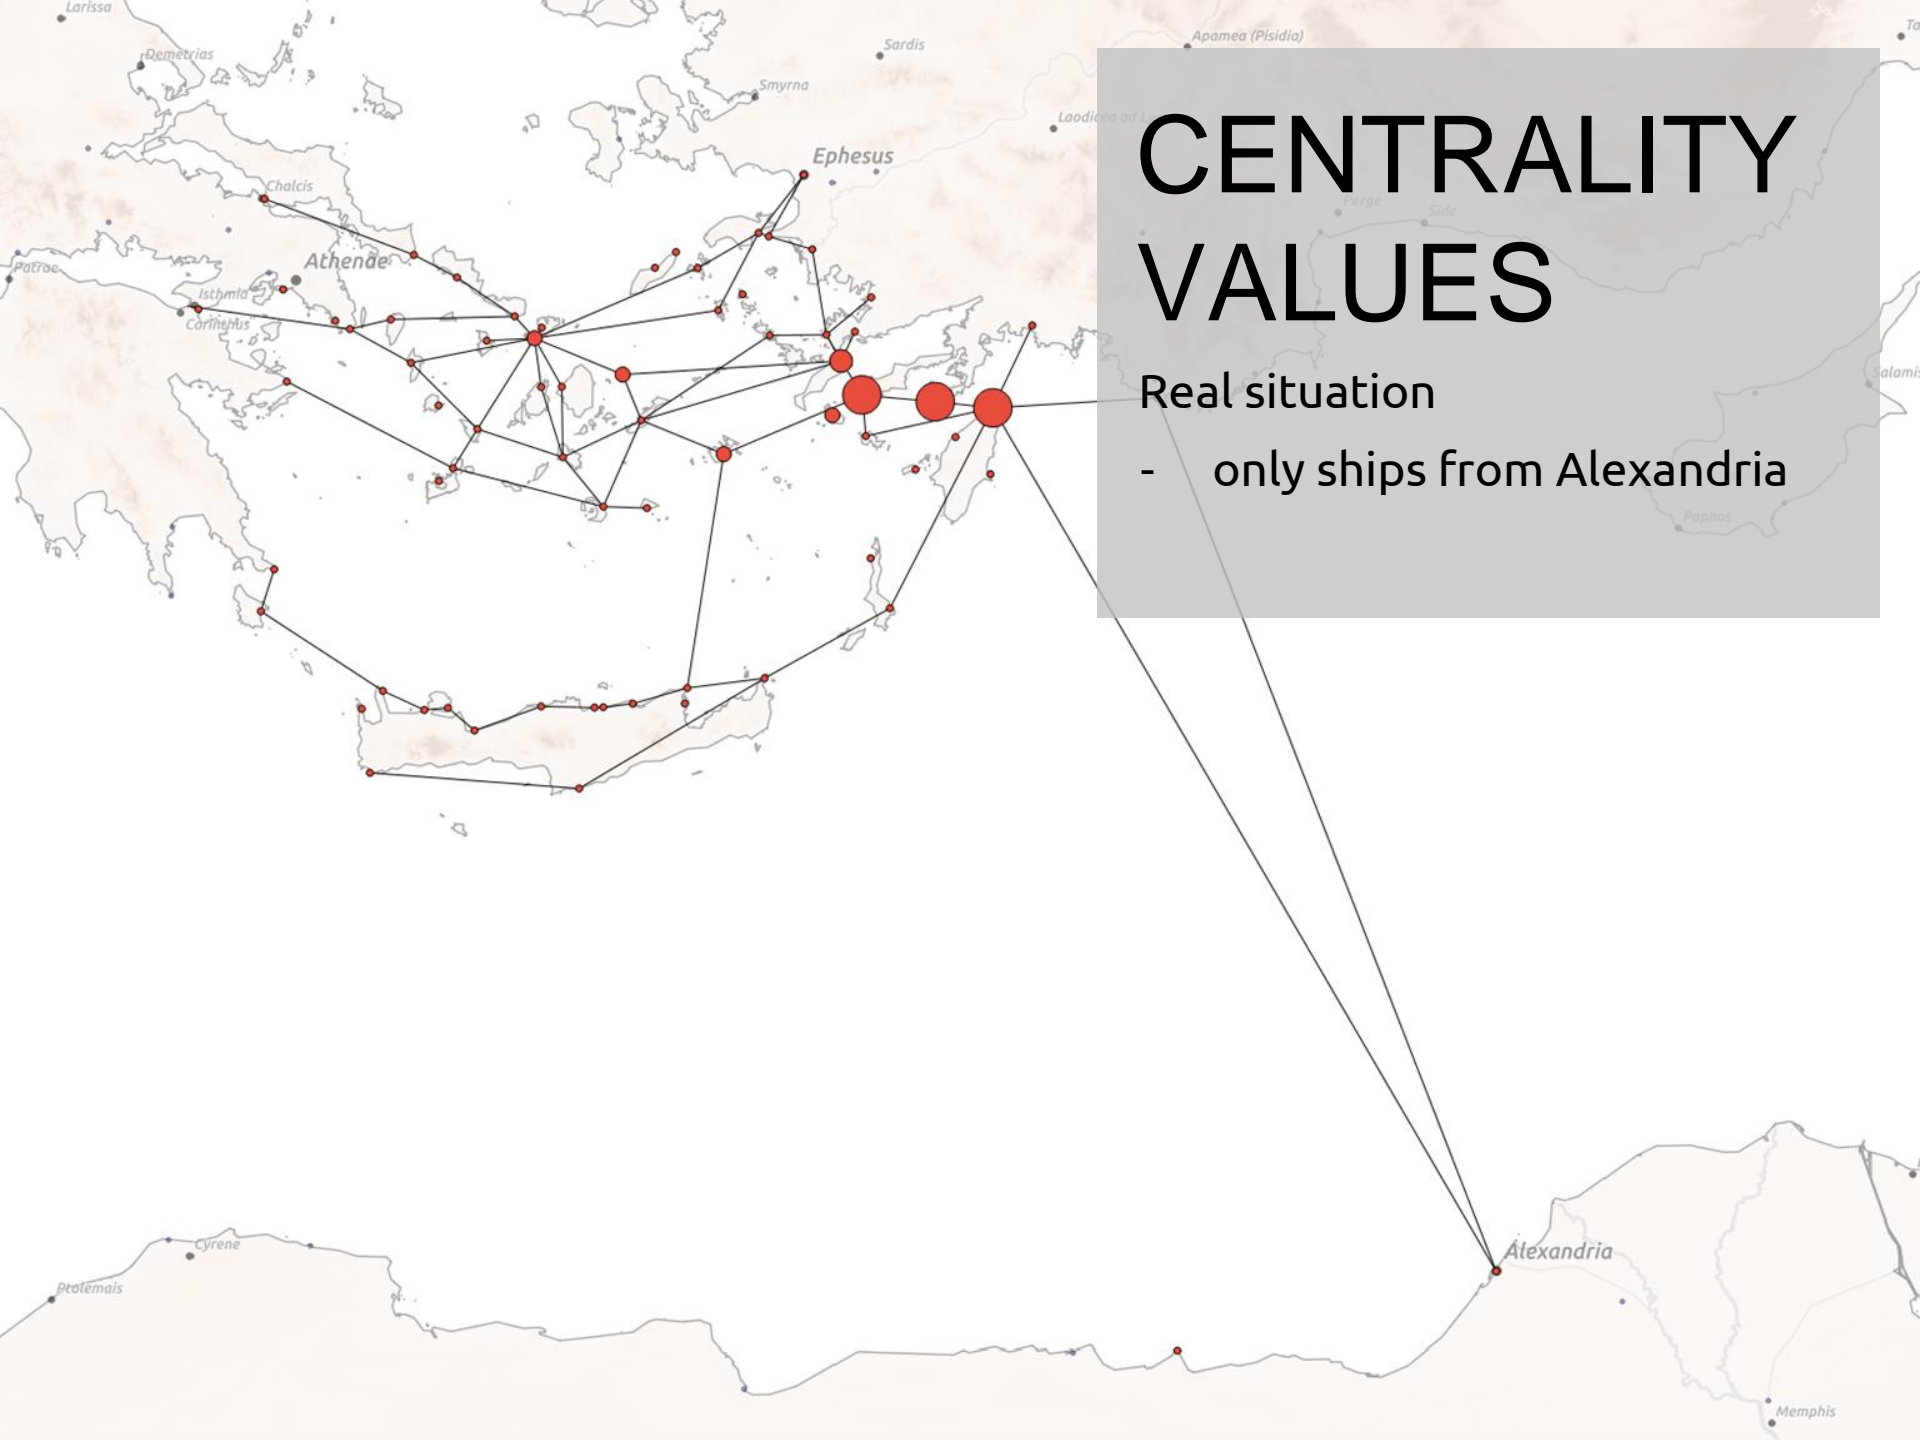 Larissa
Demetrias
Apamea (Pisidia)
Sardis
Smyrna
Ephesus
Chalcis
Athenae
Patrae
Isthmia
Corinthus
CENTRALITY
VALUES
Perge
Side
Real situation
- only ships from Alexandria
Salamis
Paphos
Alexandria
Cyrene
Ptolemais
Memphis